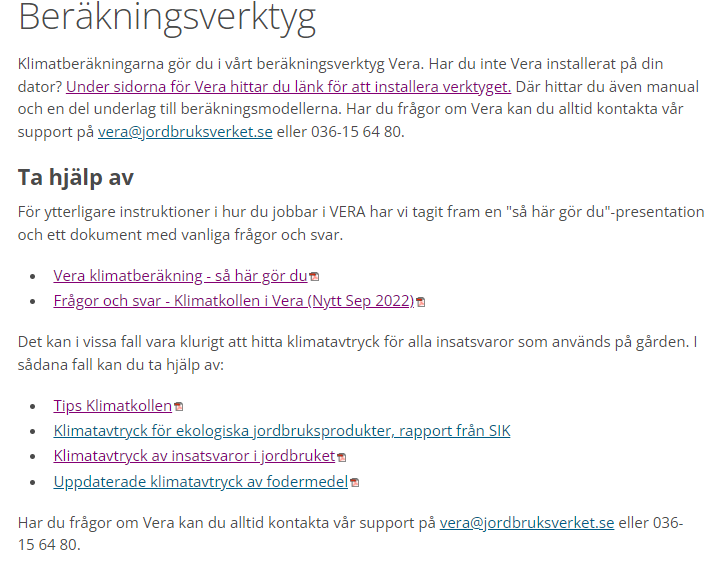 Beräkningsverktyg
Klimatberäkningarna gör du i vårt beräkningsverktyg Vera. Har du inte Vera installerat på din
dator? Under sidorna för Vera hittar du länk för att installera verktyget. Där hittar du även manual
och en del underlag till beräkningsmodellerna. Har du frågor om Vera kan du alltid kontakta vår
support på vera@jordbruksverket.se eller 036-15 64 80.
Ta hjälp av
För ytterligare instruktioner i hur du jobbar i VERA har vi tagit fram en "så här gör du"-presentation
och ett dokument med vanliga frågor och svar.
• Vera klimatberäkning - så här gör du
• Frågor och svar - Klimatkollen i Vera (Nytt Sep 2022)
Det kan i vissa fall vara klurigt att hitta klimatavtryck för alla insatsvaror som används på gården. I
sådana fall kan du ta hjälp av:
• Tips Klimatkollen
• Klimatavtryck för ekologiska jordbruksprodukter, rapport från SIK
• Klimatavtryck av insatsvaror i jordbruket
• Uppdaterade klimatavtryck av fodermedel
Har du frågor om Vera kan du alltid kontakta vår support på vera@jordbruksverket.se eller 036-
15 64 80.